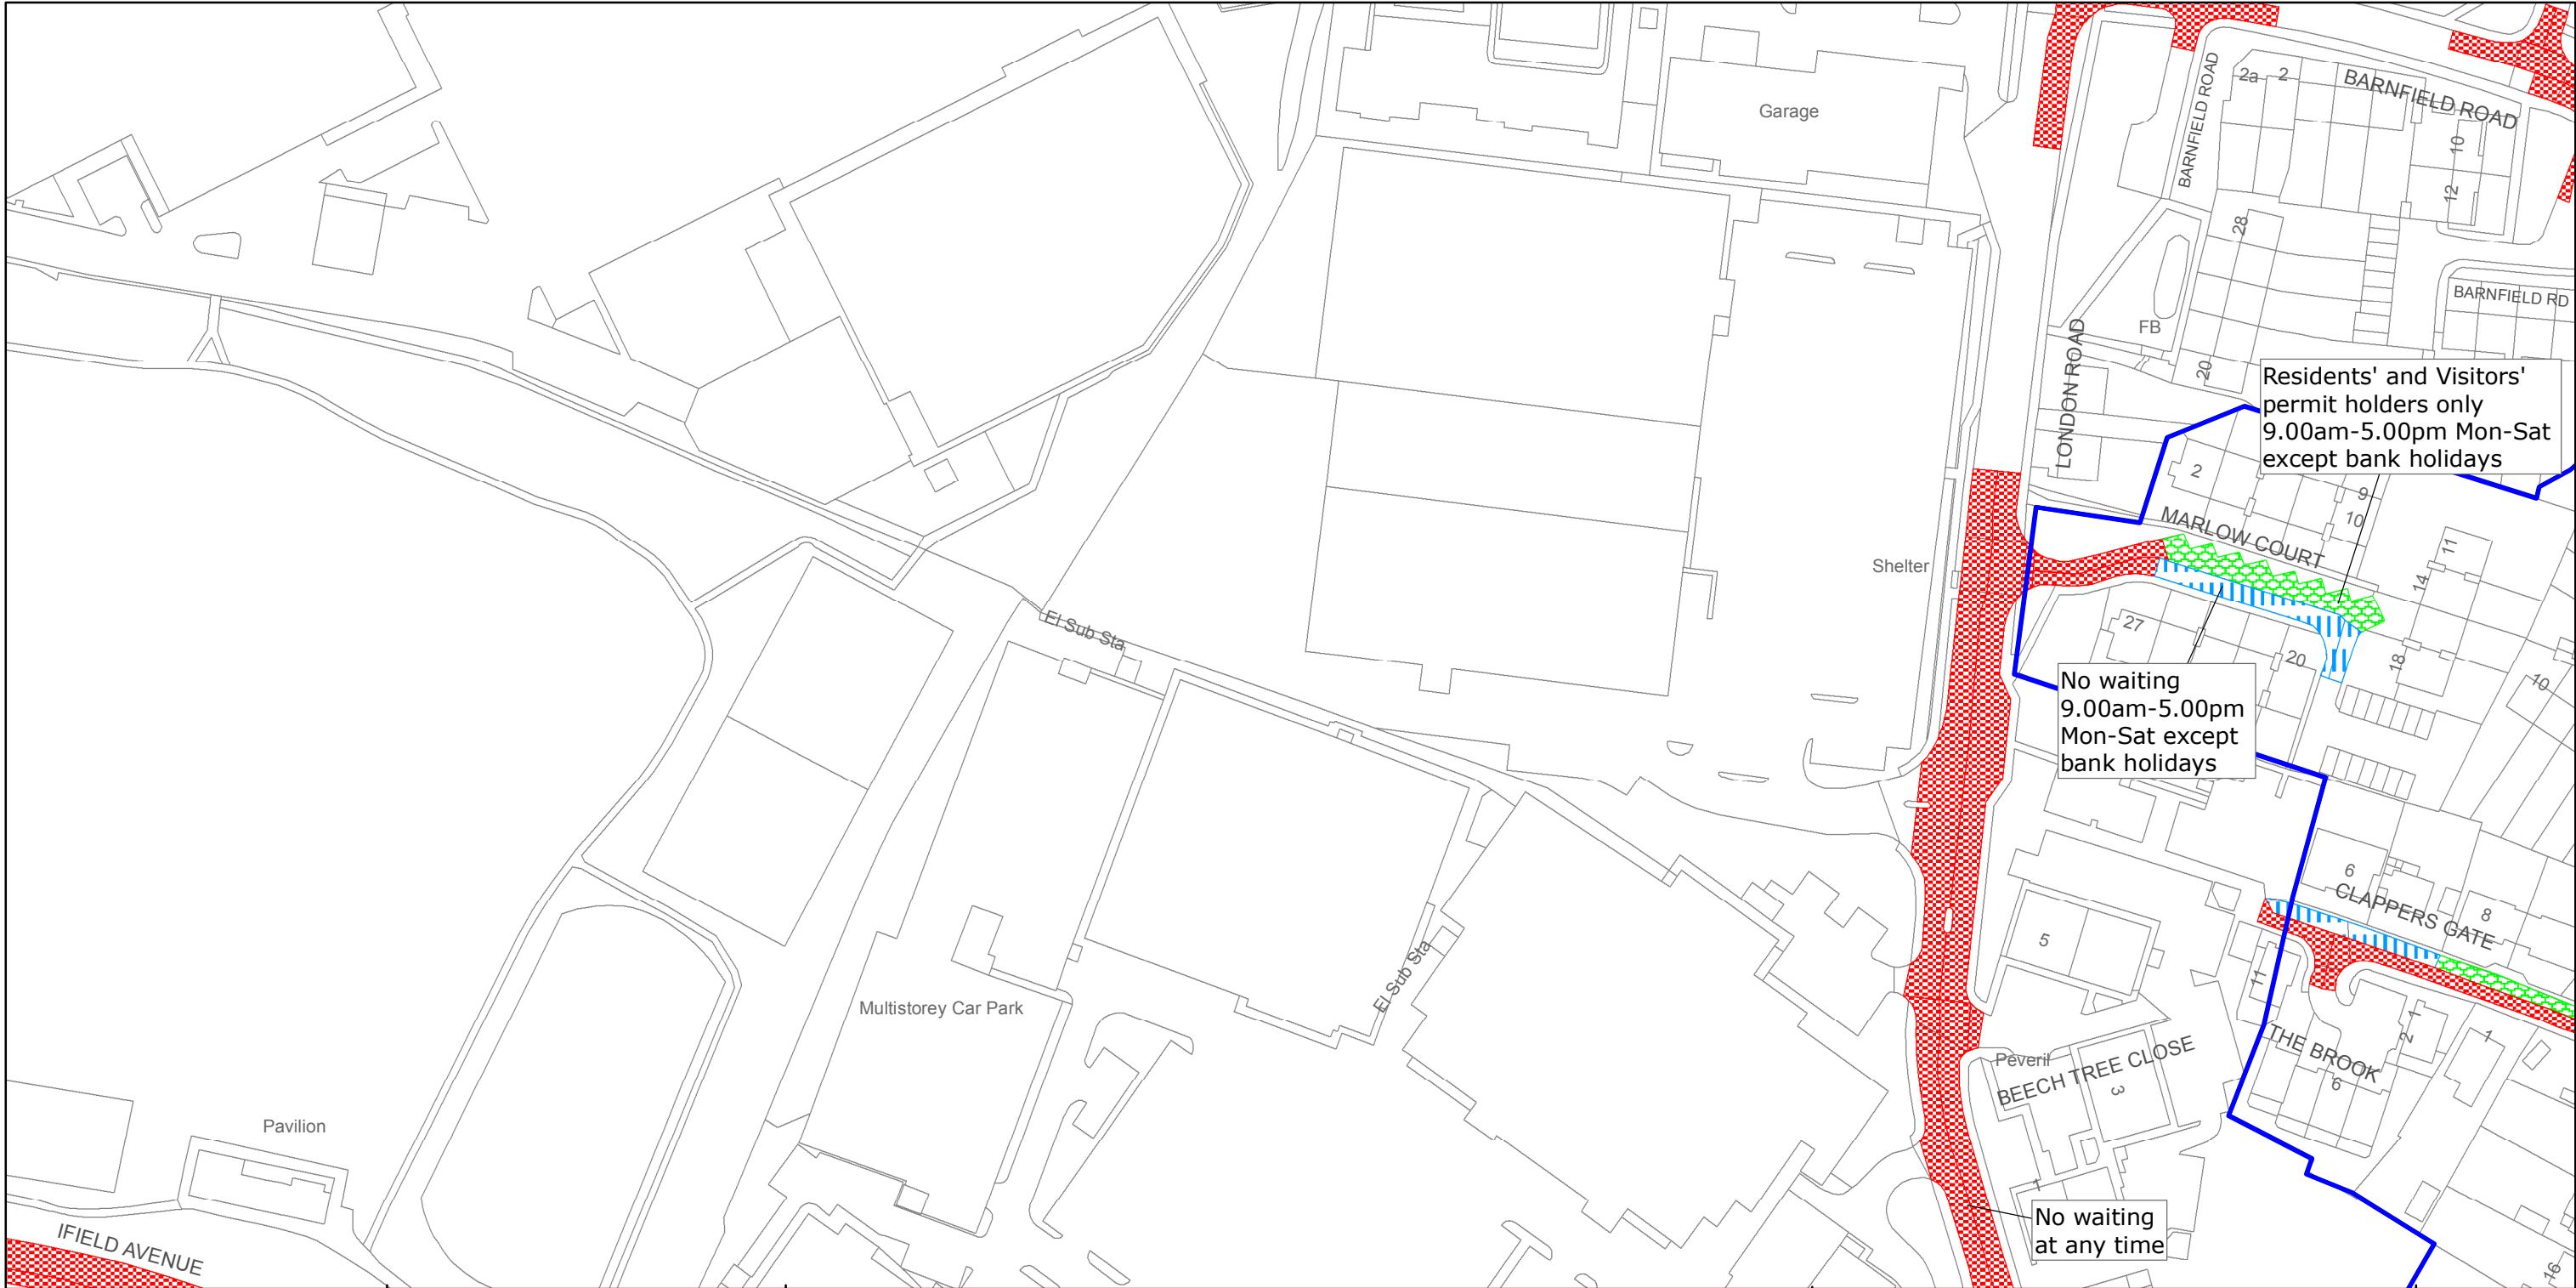 Garage
BARNFIELD ROAD
2a
2
BARNFIELD ROAD
10
12
28
BARNFIELD RD
FB
20
LONDON ROAD
Residents' and Visitors'
permit holders only
9.00am-5.00pm Mon-Sat
except bank holidays
2
9
10
MARLOW COURT
11
14
Shelter
El Sub Sta
27
20
18
10
No waiting
9.00am-5.00pm
Mon-Sat except
bank holidays
6
CLAPPERS GATE
8
5
El Sub Sta
11
Multistorey Car Park
THE BROOK
1
2
1
6
Peveril
BEECH TREE CLOSE
3
Pavilion
1
No waiting
at any time
IFIELD AVENUE
16